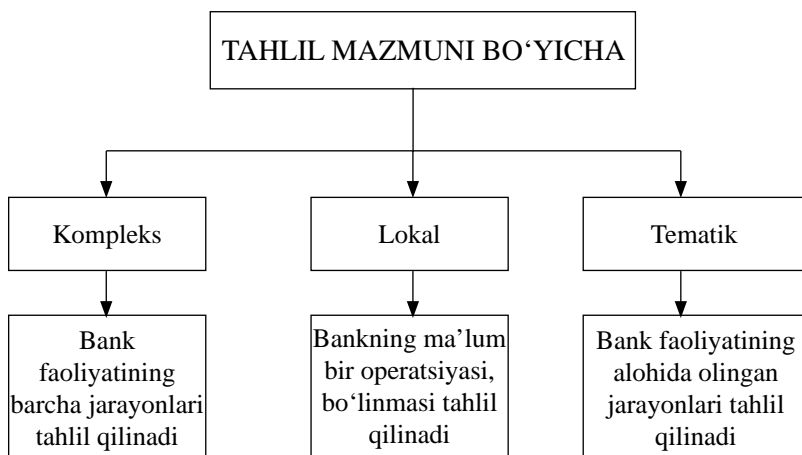 TAHLIL MAZMUNI BO‘YICHA
Kompleks
Lokal
Tematik
Bank
faoliyatining
barcha jarayonlari
tahlil qilinadi
Bankning ma’lum
bir operatsiyasi,
bo‘linmasi tahlil
qilinadi
Bank faoliyatining
alohida olingan
jarayonlari tahlil
qilinadi